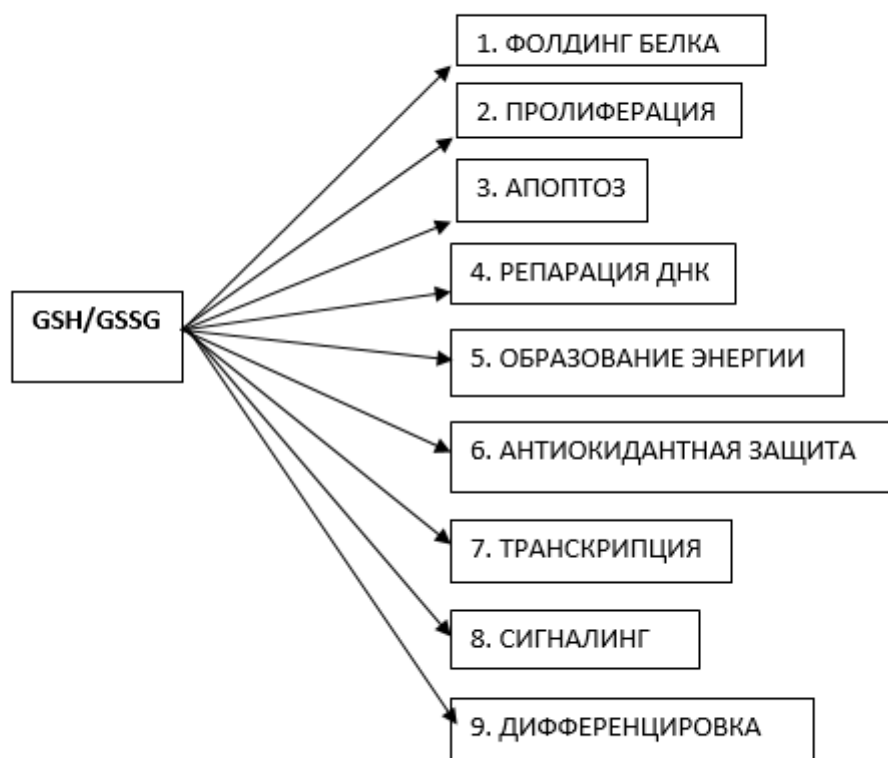 1. ФОЛДИНГ БЕЛКА
2. ПРОЛИФЕРАЦИЯ
3. АПОПТОЗ
4. РЕПАРАЦИЯ ДНК
GSH/GSSG
5. ОБРАЗОВАНИЕ ЭНЕРГИИ
6. АНТИОКИДАНТНАЯ ЗАЩИТА
7. ТРАНСКРИПЦИЯ
8. СИГНАЛИНГ
9. ДИФФЕРЕНЦИРОВКА